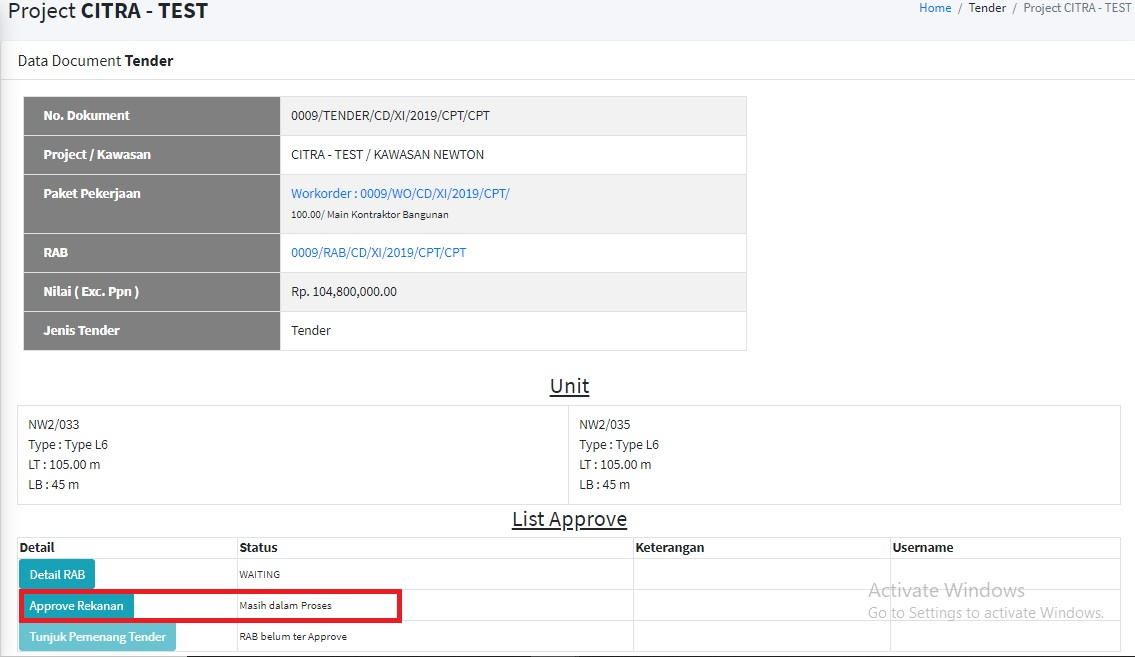 Project CITRA - TEST
Home / Tender / Project CITRA - TEST
Data Document Tender
No. Dokument 0009/TENDER/CD/XI/2019/CPT/CPT
Project / Kawasan CITRA - TEST / KAWASAN NEWTON
Paket Pekerjaan Workorder : 0009/WO/CD/XI/2019/CPT/
100.00/ Main Kontraktor Bangunan
RAB 0009/RAB/CD/XI/2019/CPT/CPT
Nilai ( Exc. Ppn ) Rp. 104,800,000.00
Jenis Tender Tender
Unit
NW2/033
Type : Type L6
LT : 105.00 m
LB : 45 m
NW2/035
Type : Type L6
LT : 105.00 m
LB : 45 m
List Approve
Detail Status Keterangan Username
Detail RAB WAITING
Approve Rekanan Masih dalam Proses
Tunjuk Pemenang Tender RAB belum ter Approve
Activate Windows
Go to Settings to activate Windows.